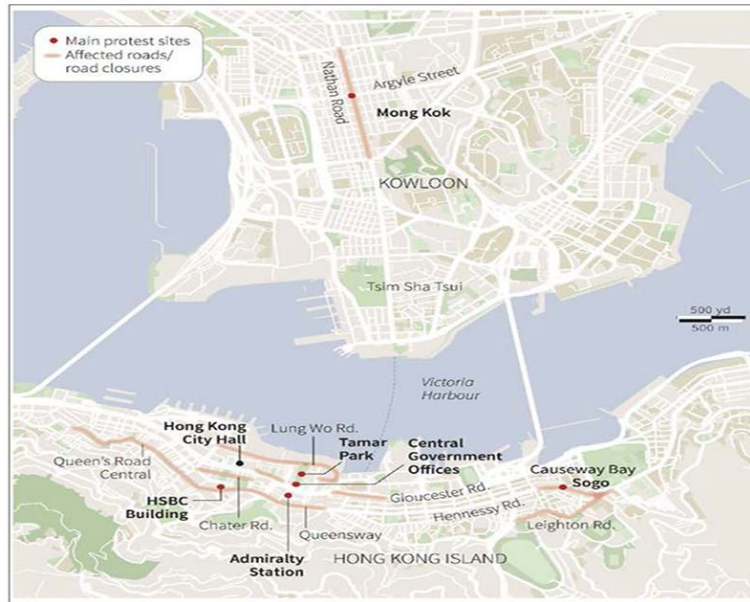 Main protest sites
Affected roads/
road closures
Nathan Road
Argyle Street
Mong Kok
KOWLOON
Tsim Sha Tsui
500 yd
500 m
Victoria
Harbour
Hong Kong
City Hall
Lung Wo Rd.
Tamar
Park
Central
Government
Offices
Queen's Road
Central
Causeway Bay
Sogo
HSBC
Building
Gloucester Rd.
Hennessy Rd.
Chater Rd.
Queensway
Leighton Rd.
Admiralty
Station
HONG KONG ISLAND